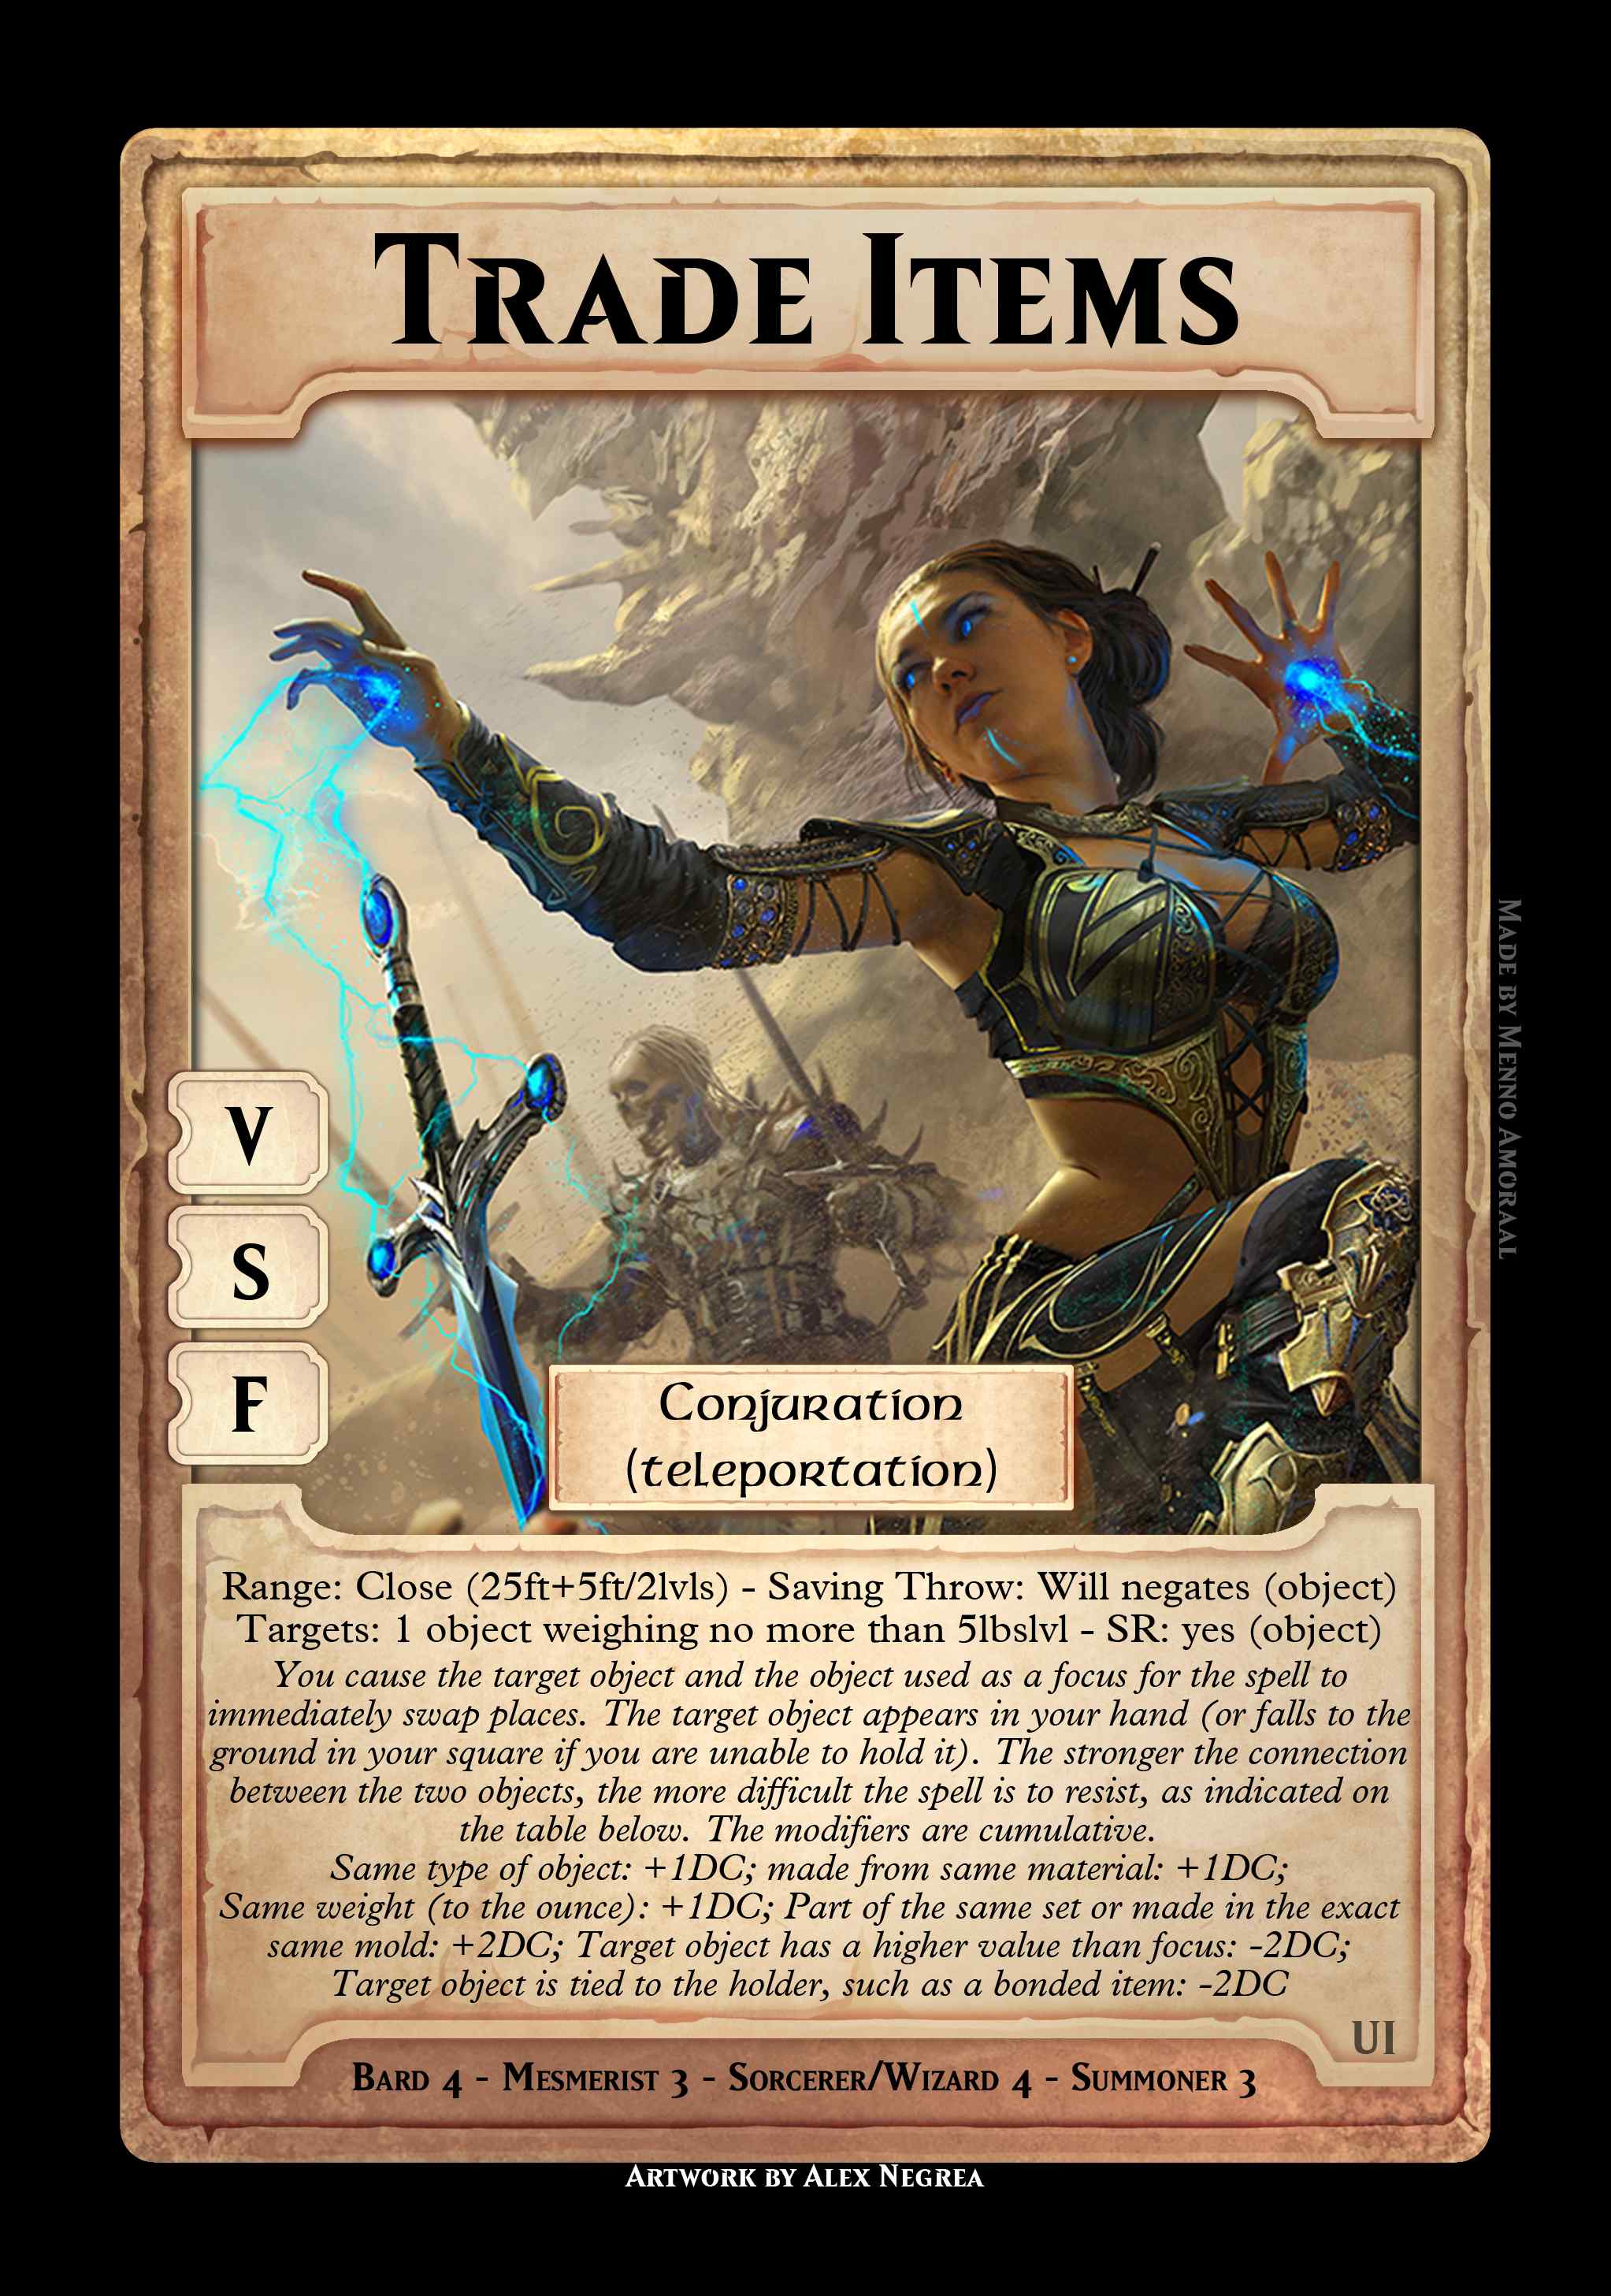 Trade Items
V
S
F
Conjuration
(teleportation)
Range: Close (25ft+5ft/2lvls) - Saving Throw: Will negates (object)
Targets: 1 object weighing no more than 5lbslvl - SR: yes (object)
You cause the target object and the object used as a focus for the spell to
immediately swap places. The target object appears in your hand (or falls to the
ground in your square if you are unable to hold it). The stronger the connection
between the two objects, the more difficult the spell is to resist, as indicated on
the table below. The modifiers are cumulative.
Same type of object: +1DC; made from same material: +1DC;
Same weight (to the ounce): +1DC; Part of the same set or made in the exact
same mold: +2DC; Target object has a higher value than focus: -2DC;
Target object is tied to the holder, such as a bonded item: -2DC
UI
Bard 4 - Mesmerist 3 - Sorcerer/Wizard 4 - Summoner 3
Artwork by Alex Negrea
Made by Menno Amoraal